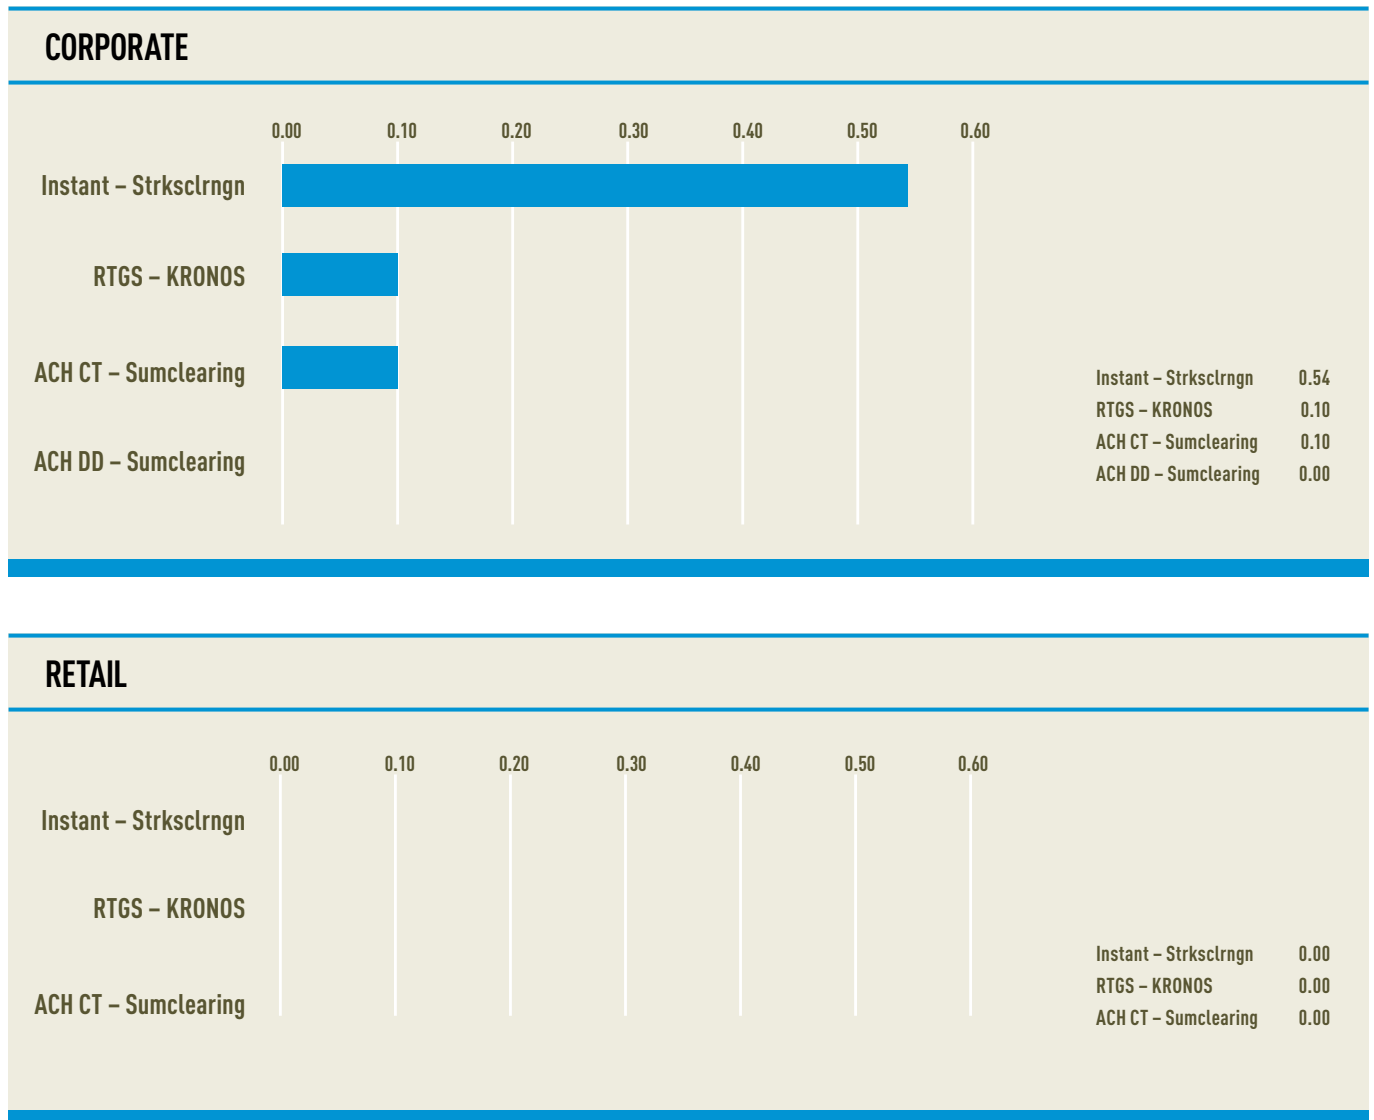 CORPORATE
0.00 0.10 0.20 0.30 0.40 0.50 0.60
Instant – Strksclrngn
RTGS – KRONOS
ACH CT – Sumclearing
ACH DD – Sumclearing
Instant – Strksclrngn 0.54
RTGS – KRONOS 0.10
ACH CT – Sumclearing 0.10
ACH DD – Sumclearing 0.00
RETAIL
0.00 0.10 0.20 0.30 0.40 0.50 0.60
Instant – Strksclrngn
RTGS – KRONOS
ACH CT – Sumclearing
Instant – Strksclrngn 0.00
RTGS – KRONOS 0.00
ACH CT – Sumclearing 0.00